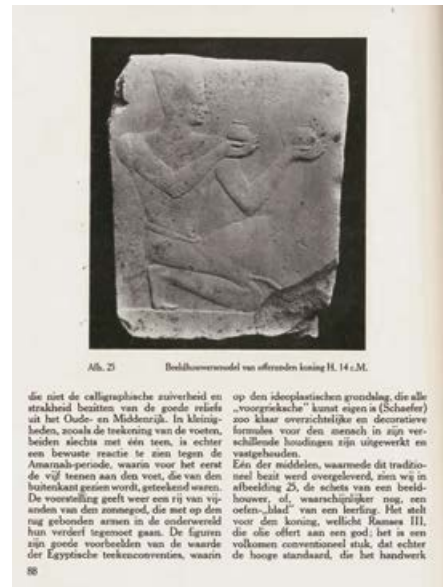 Afb. 25
Beeldhouwersmodel van offerenden koning H. 14 c.M.
die niet de calligraphische zuiverheid en
strakheid bezitten van de goede reliefs
uit het Oude- en Middenrijk. In kleinig-
heden, zooals de teekening van de voeten,
beiden slechts met één teen, is echter
een bewuste reactie te zien tegen de
Amarnah-periode, waarin voor het eerst
de vijf teenen aan den voet, die van den
buitenkant gezien wordt, geteekend waren.
De voorstelling geeft weer een rij van vij-
anden van den zonnegod, die met op den
rug gebonden armen in de onderwereld
hun verderf tegemoet gaan. De figuren
zijn goede voorbeelden van de waarde
der Egyptische teekenconventies, waarin
88
op den ideoplastischen grondslag, die alle
„voorgrieksche" kunst eigen is (Schaefer)
zoo klaar overzichtelijke en decoratieve
formules voor den mensch in zijn ver-
schillende houdingen zijn uitgewerkt en
vastgehouden.
Eén der middelen, waarmede dit traditio-
neel bezit werd overgeleverd, zien wij in
afbeelding 25, de schets van een beeld-
houwer, of, waarschijnlijker nog, een
oefen-„blad" van een leerling. Het stelt
voor den koning, wellicht Ramses III,
die olie offert aan een god; het is een
volkomen conventioneel stuk, dat echter
de hooge standaard, die het handwerk